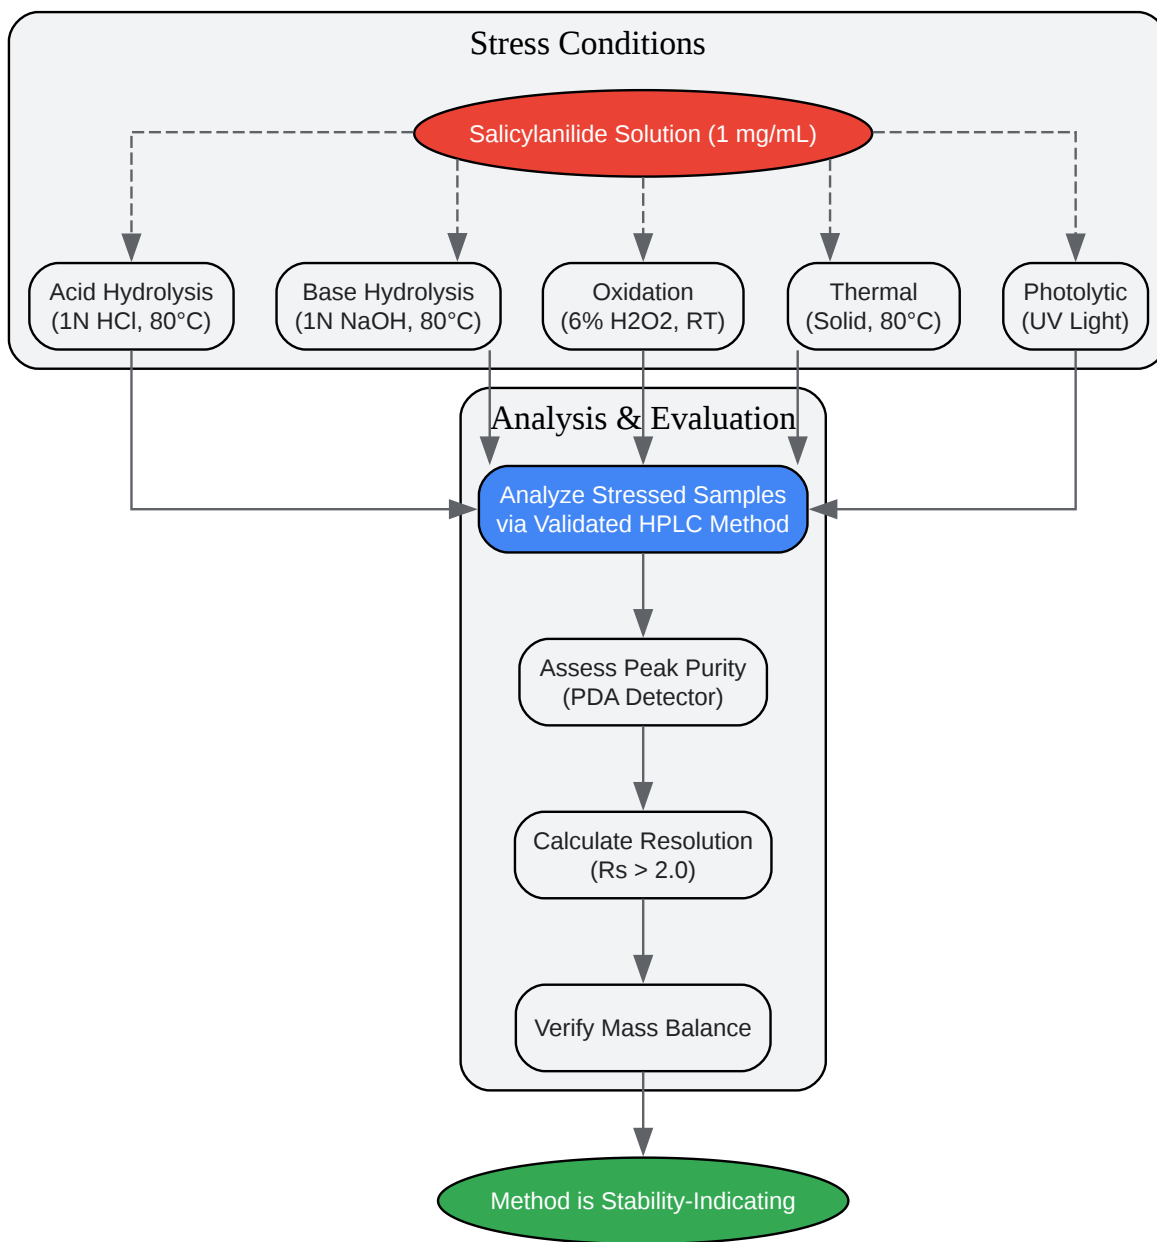 Stress Conditions
Salicylanilide Solution (1 mg/mL)
Acid Hydrolysis
(1N HCl, 80°C)
Base Hydrolysis
(1N NaOH, 80°C)
Oxidation
(6% H2O2, RT)
Thermal
(Solid, 80°C)
Photolytic
(UV Light)
Analysis & Evaluation
Analyze Stressed Samples
via Validated HPLC Method
Assess Peak Purity
(PDA Detector)
Calculate Resolution
(Rs > 2.0)
Verify Mass Balance
Method is Stability-Indicating